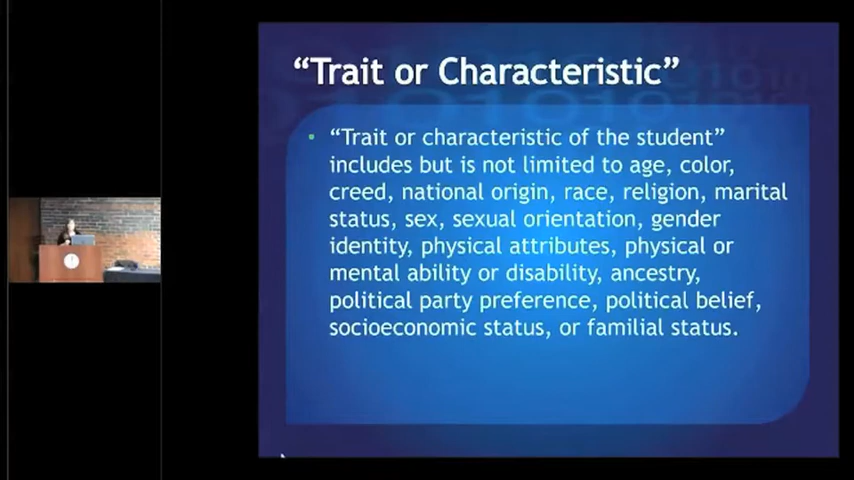 “Trait or Characteristic”
“Trait or characteristic of the student”
includes but is not limited to age, color,
creed, national origin, race, religion, marital
status, sex, sexual orientation, gender
identity, physical attributes, physical or
mental ability or disability, ancestry,
political party preference, political belief,
socioeconomic status, or familial status.